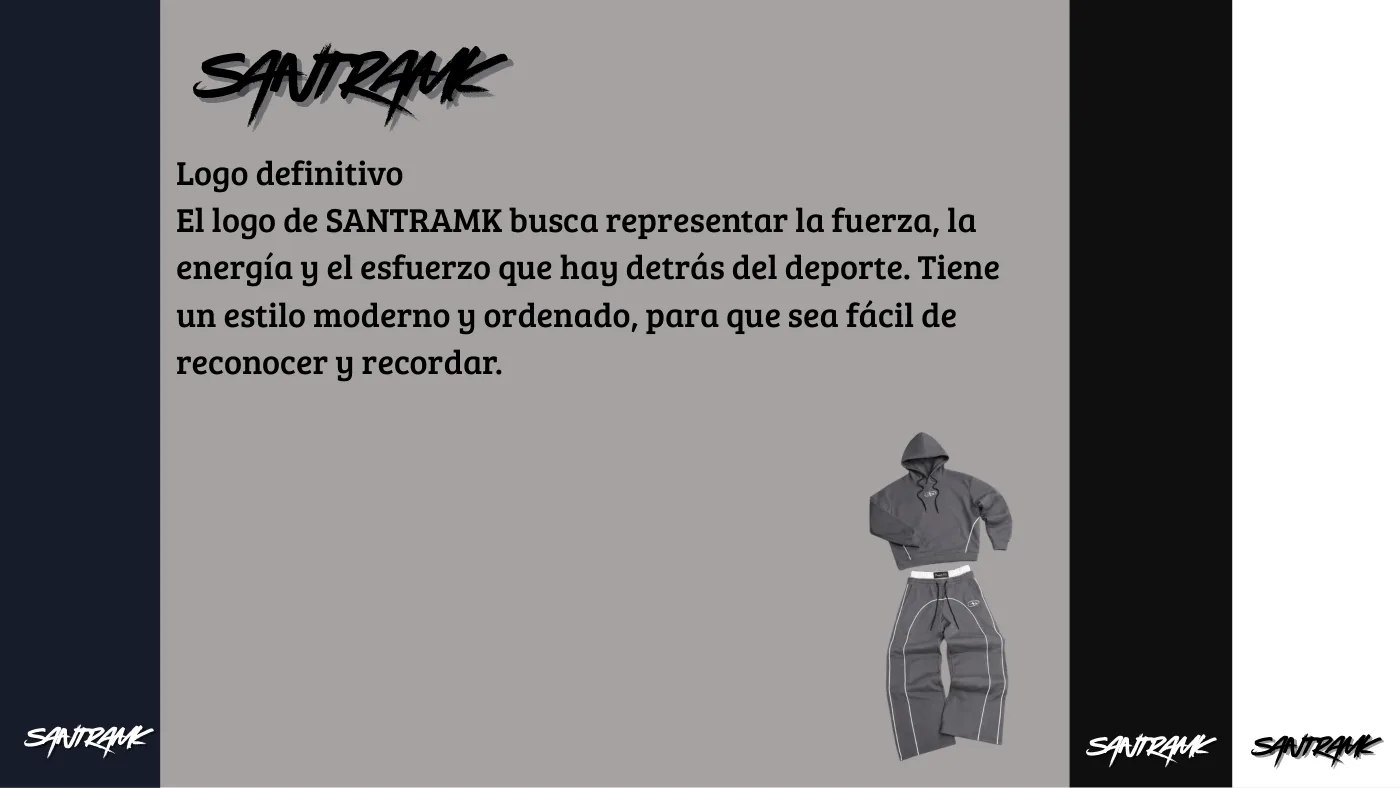 SANTRAMK
Logo definitivo
El logo de SANTRAMK busca representar la fuerza, la
energía y el esfuerzo que hay detrás del deporte. Tiene
un estilo moderno y ordenado, para que sea fácil de
reconocer y recordar.
SANTRAMK
SANTRAMK
SANTRAMK